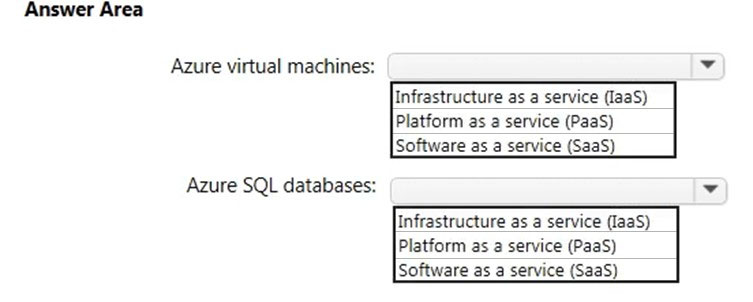 Answer Area
Azure virtual machines:
Infrastructure as a service (IaaS)
Platform as a service (PaaS)
Software as a service (SaaS)
Azure SQL databases:
Infrastructure as a service (IaaS)
Platform as a service (PaaS)
Software as a service (SaaS)